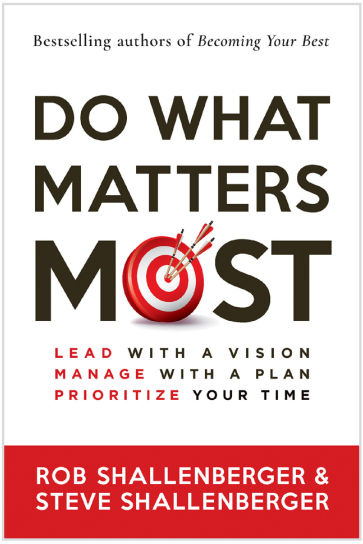 Bestselling authors of Becoming Your Best
DO WHAT
MATTERS
MOST
LEAD WITH A VISION
MANAGE WITH A PLAN
PRIORITIZE YOUR TIME
ROB SHALLENBERGER &
STEVE SHALLENBERGER